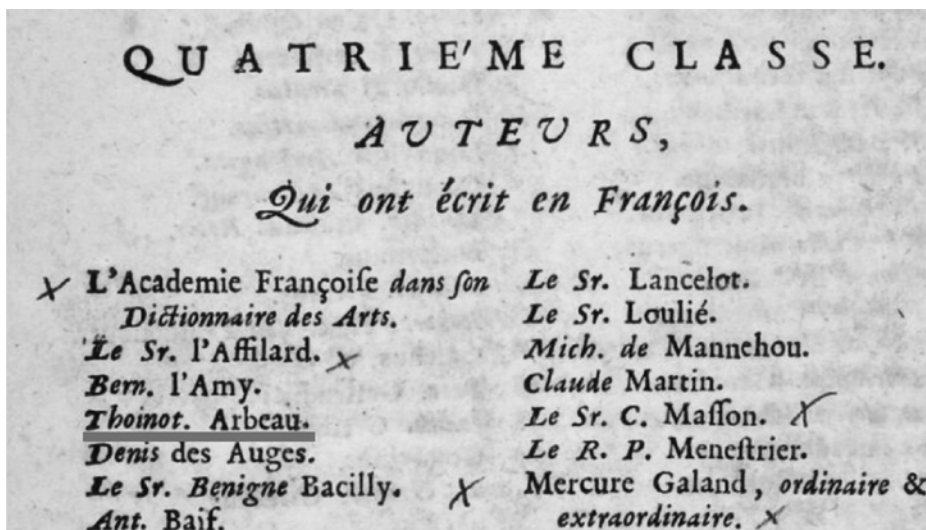 QUATRIE'ME CLASSE.
AUTEURS,
Qui ont écrit en François.
L'Academie Françoiſe dans ſon
Dictionnaire des Arts.
Le Sr. l'Affilard.
Bern. l'Amy.
Thoinot. Arbeau.
Denis des Auges.
Le Sr. Benigne Bacilly.
Ant. Baif.
Le Sr. Lancelot.
Le Sr. Loulié.
Mich. de Mannehou.
Claude Martin.
Le Sr. C. Maſſon.
Le R. P. Meneſtrier.
Mercure Galand, ordinaire &
extraordinaire.